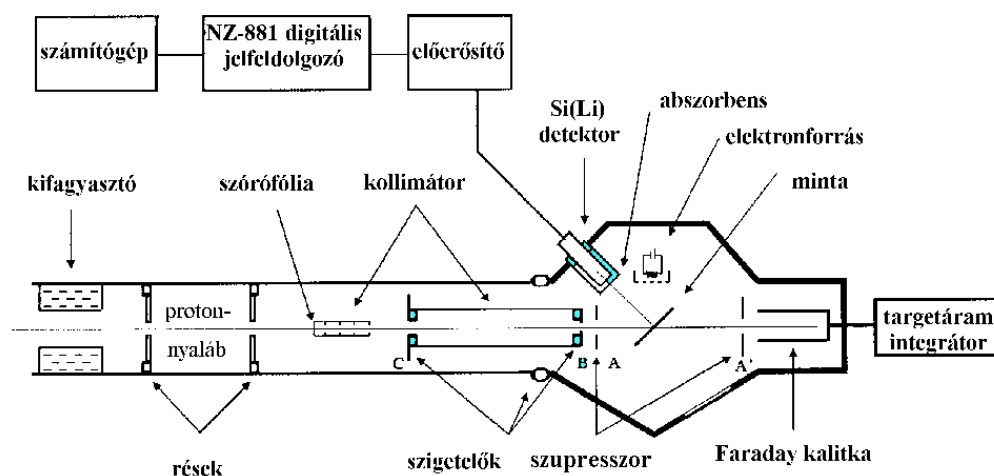 számítógép
NZ-881 digitális
jelfeldolgozó
előerősítő
Si(Li)
detektor
abszorbens
elektronforrás
minta
kifagyasztó
szórófólia
kollimátor
proton-
nyaláb
C
B
A
A
targetáram
integrátor
rések
szigetelők
szupresszor
Faraday kalitka